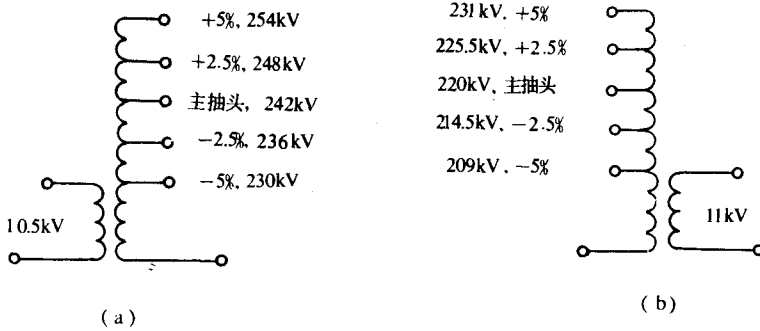 +5%, 254kV
+2.5%, 248kV
主抽头, 242kV
-2.5%, 236kV
-5%, 230kV
10.5kV
(a)
231kV, +5%
225.5kV, +2.5%
220kV, 主抽头
214.5kV, -2.5%
209kV, -5%
11kV
(b)